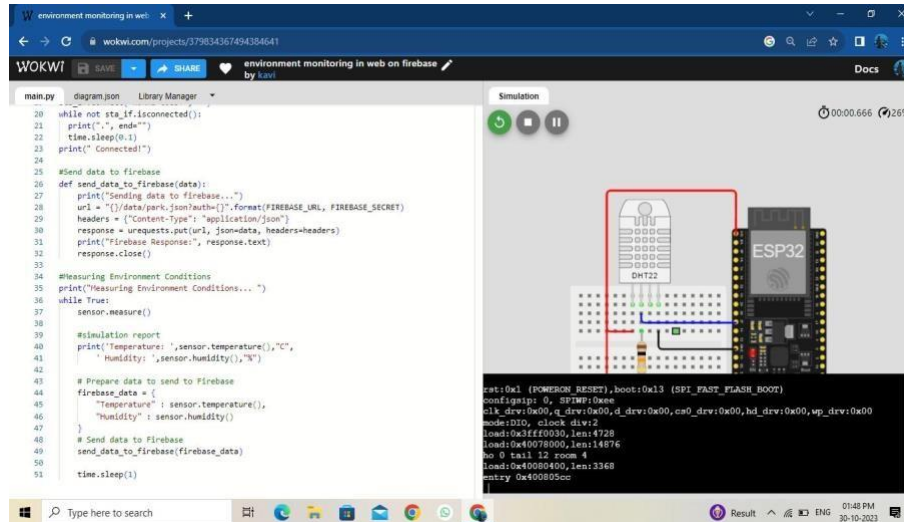 environment monitoring in web
wokwi.com/projects/379834367494384641
WOKWI
SAVE
SHARE
environment monitoring in web on firebase
by kavi
Docs
main.py
diagram.json
Library Manager
20 while not sta_if.isconnected():
21 print(".", end="")
22 time.sleep(0.1)
23 print(" Connected!")
24
25 #Send data to firebase
26 def send_data_to_firebase(data):
27 print("Sending data to firebase...")
28 url = "{}/data/park.json?auth={}".format(FIREBASE_URL, FIREBASE_SECRET)
29 headers = {"Content-Type": "application/json"}
30 response = urequests.put(url, json=data, headers=headers)
31 print("Firebase Response:", response.text)
32 response.close()
33
34 #Measuring Environment Conditions
35 print("Measuring Environment Conditions... ")
36 while True:
37 sensor.measure()
38
39 #simulation report
40 print('Temperature: ',sensor.temperature(),"C",
41 ' Humidity: ',sensor.humidity(),"%")
42
43 # Prepare data to send to Firebase
44 firebase_data = {
45 "Temperature" : sensor.temperature(),
46 "Humidity" : sensor.humidity()
47 }
48 # Send data to Firebase
49 send_data_to_firebase(firebase_data)
50
51 time.sleep(1)
Simulation
00:00.666
26
DHT22
ESP32
rst:0x1 (POWERON_RESET),boot:0x13 (SPI_FAST_FLASH_BOOT)
configsip: 0, SPIWP:0xee
clk_drv:0x00,q_drv:0x00,d_drv:0x00,cs0_drv:0x00,hd_drv:0x00,wp_drv:0x00
mode:DIO, clock div:2
load:0x3fff0030,len:4728
load:0x40078000,len:14876
ho 0 tail 12 room 4
load:0x40080400,len:3368
entry 0x400805cc
Type here to search
Result
ENG
01:48 PM
30-10-2023